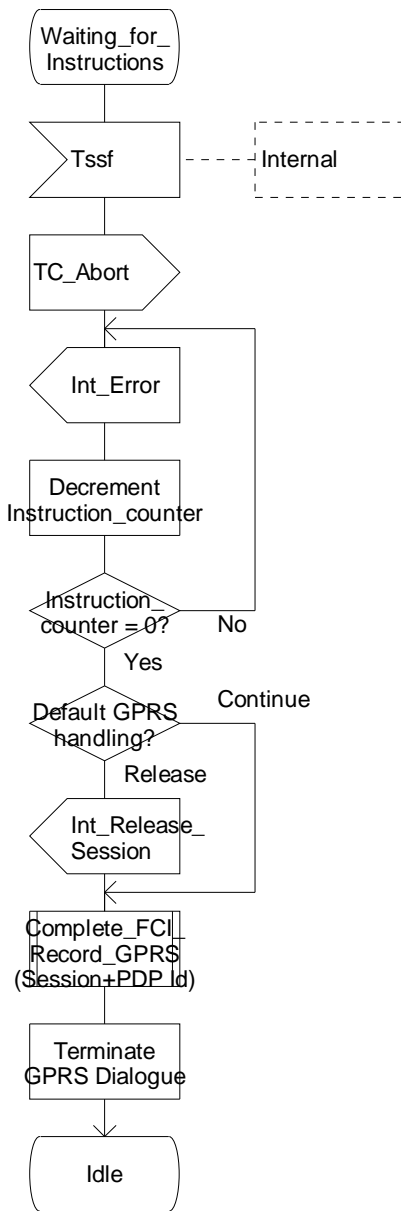 Waiting_for_
Instructions
Tssf
Internal
TC_Abort
Int_Error
Decrement
Instruction_counter
Instruction_
counter = 0?
No
Yes
Continue
Default GPRS
handling?
Release
Int_Release_
Session
Complete_FCI_
Record_GPRS
(Session+PDP Id)
Terminate
GPRS Dialogue
Idle